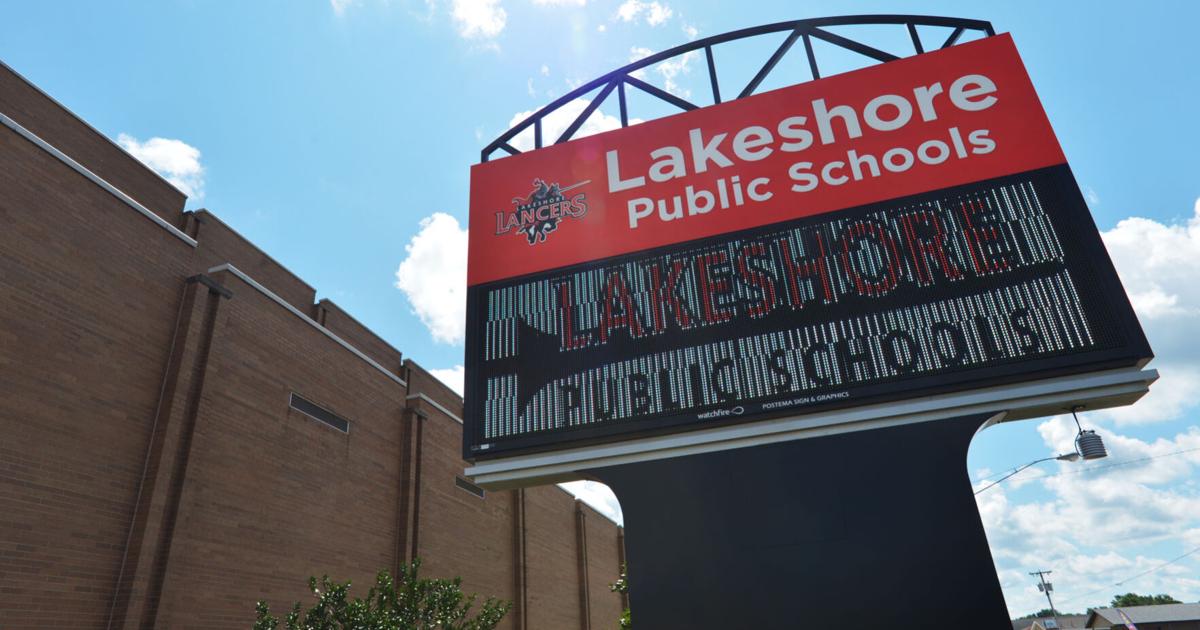 Lakeshore
Public Schools
LAKESHORE
LANCERS
LAKESHORE
PUBLIC SCHOOLS
watchfire
POSTEMA SIGN & GRAPHICS